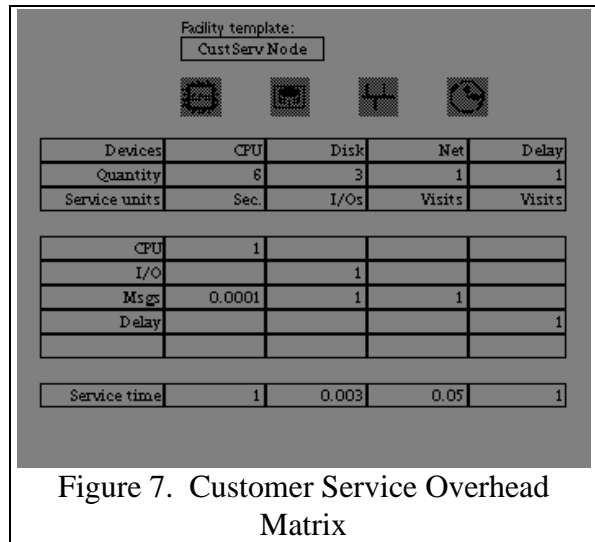 Facility template:
CustServ Node
Devices CPU Disk Net Delay
Quantity 6 3 1 1
Service units Sec. I/Os Visits Visits
CPU 1
I/O 1
Msgs 0.0001 1 1
Delay 1
Service time 1 0.003 0.05 1
Figure 7. Customer Service Overhead
Matrix